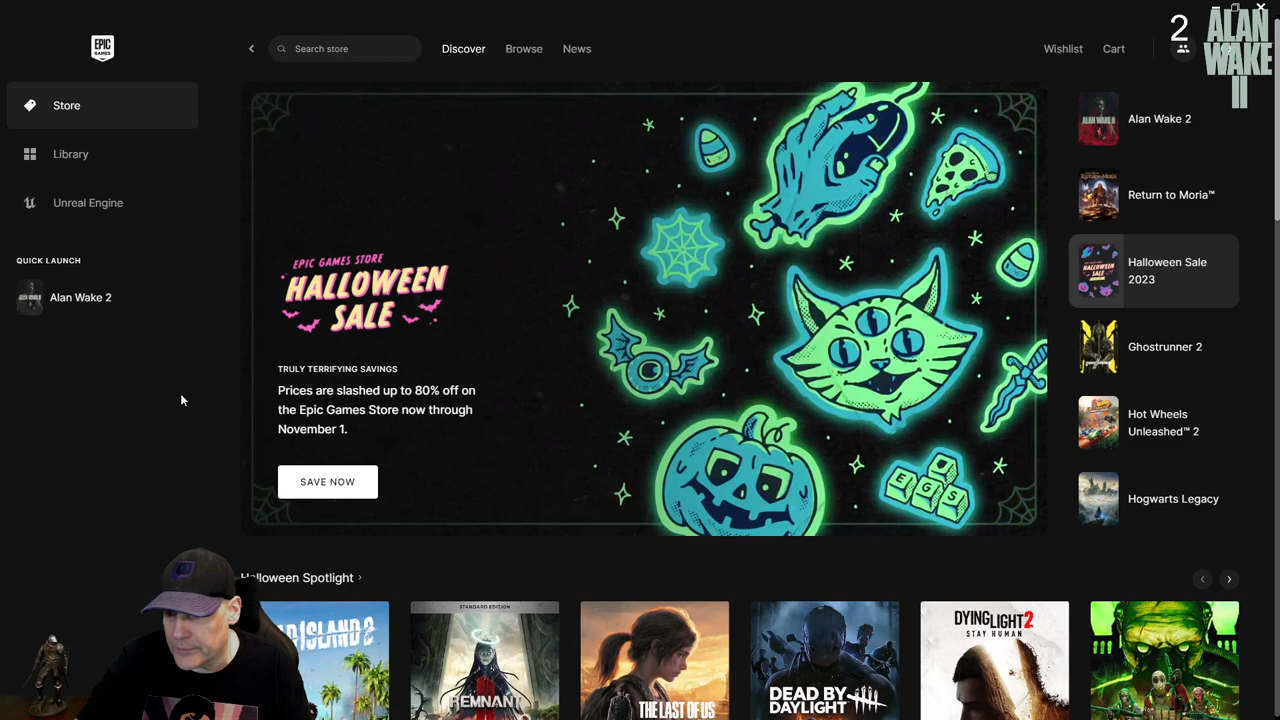 2
ALAN
WAKE
II
EPIC
GAMES
Search store
Discover
Browse
News
Wishlist
Cart
Store
Library
Unreal Engine
QUICK LAUNCH
Alan Wake 2
EPIC GAMES STORE
HALLOWEEN
SALE
TRULY TERRIFYING SAVINGS
Prices are slashed up to 80% off on
the Epic Games Store now through
November 1.
SAVE NOW
E G S
Alan Wake 2
Return to Moria™
Halloween Sale
2023
Ghostrunner 2
Hot Wheels
Unleashed™ 2
Hogwarts Legacy
Halloween Spotlight
ISLAND 2
STANDARD EDITION
REMNANT
THE LAST OF US
DEAD BY
DAYLIGHT
DYING LIGHT 2
STAY HUMAN